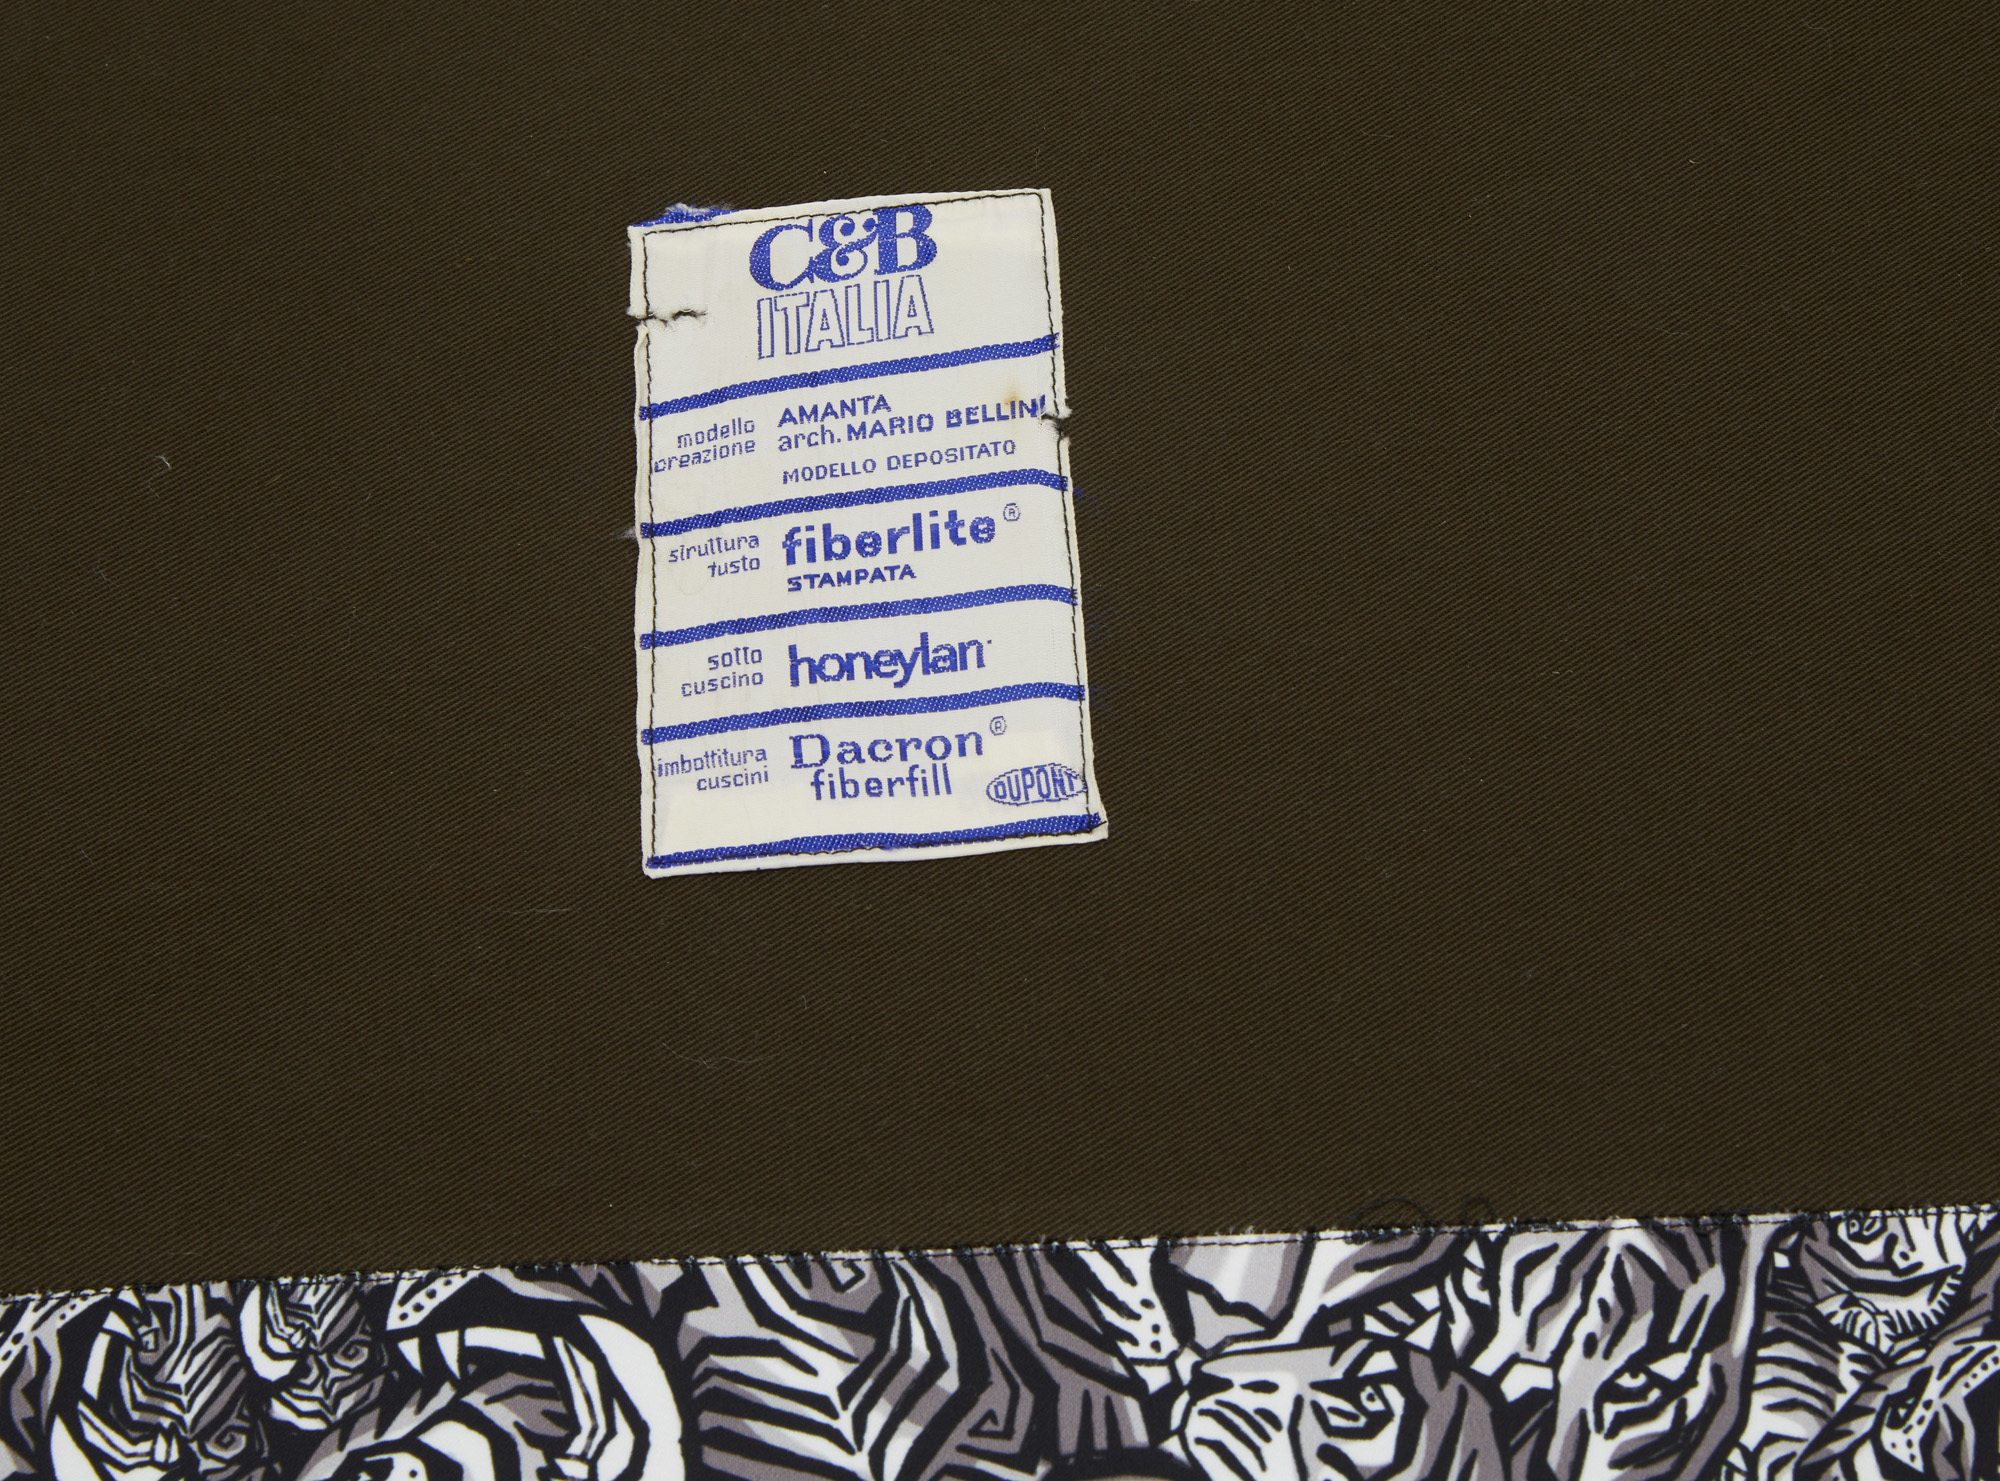 C&B
ITALIA
modello AMANTA
creazione arch. MARIO BELLINI
MODELLO DEPOSITATO
struttura fiberlite®
fusto STAMPATA
sotto
cuscino honeylan
imbottitura Dacron®
cuscini fiberfill DUPONT